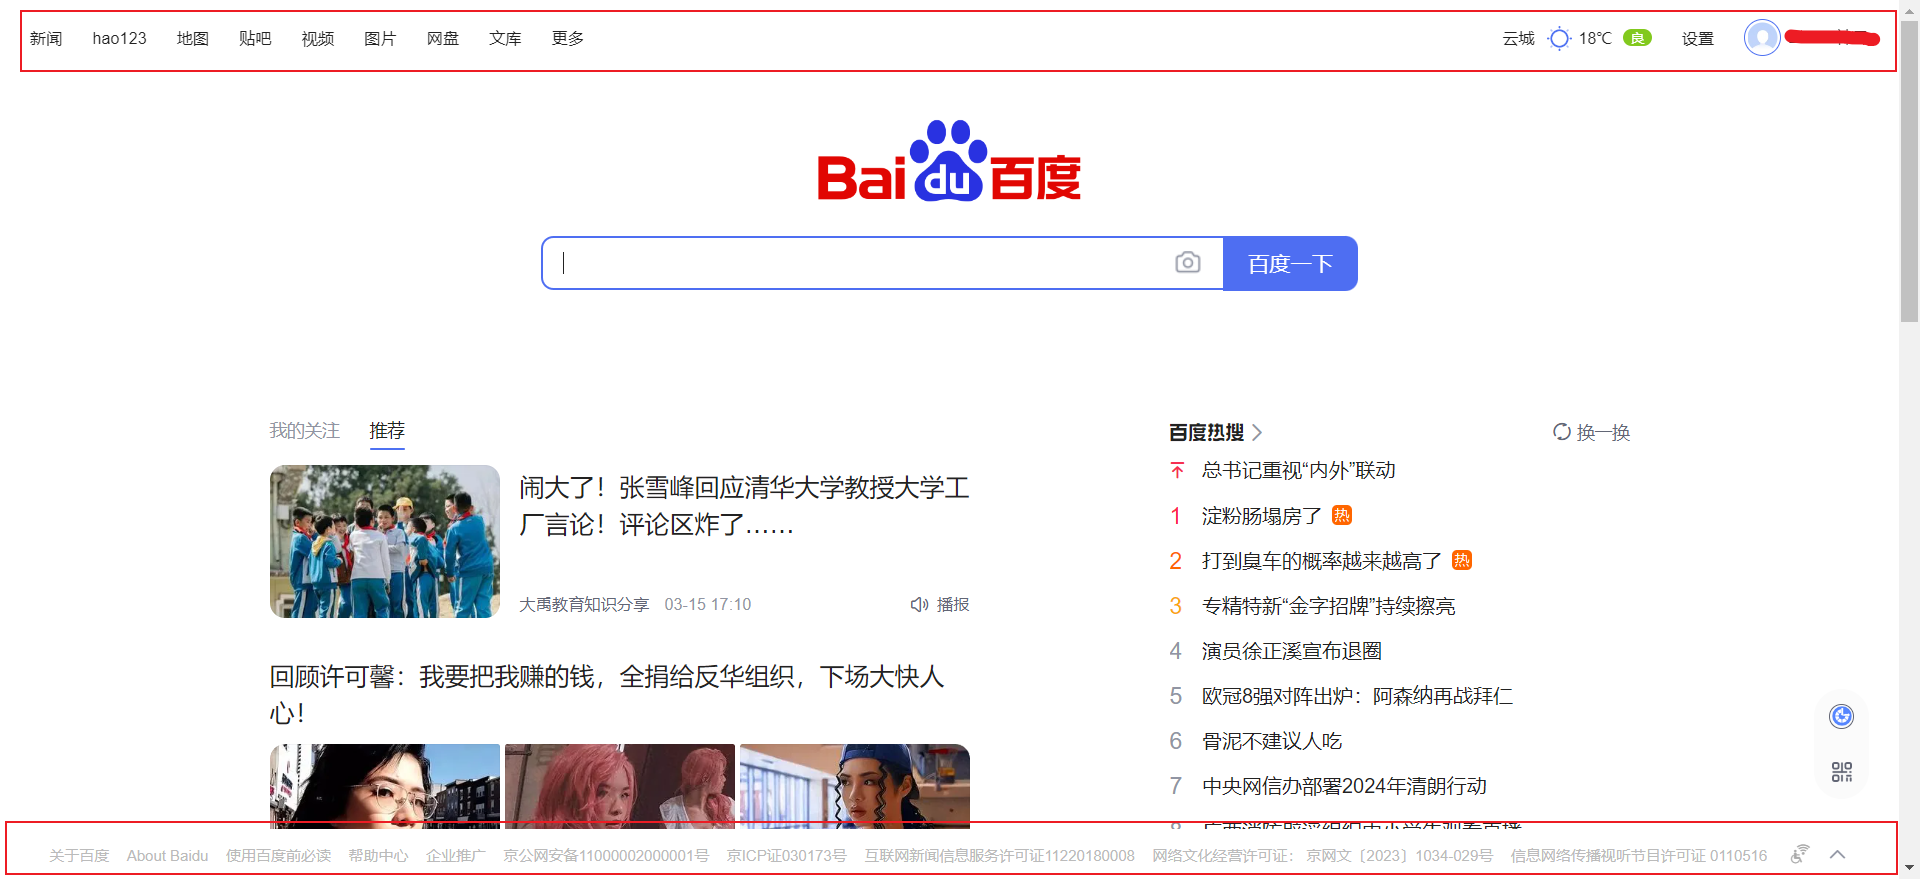 新闻 hao123 地图 贴吧 视频 图片 网盘 文库 更多 云城 18℃ 良 设置
Bai du 百度
百度一下
我的关注 推荐
闹大了！张雪峰回应清华大学教授大学工
厂言论！评论区炸了……
大禹教育知识分享 03-15 17:10 播报
回顾许可馨：我要把我赚的钱，全捐给反华组织，下场大快人
心！
百度热搜 换一换
总书记重视“内外”联动
1 淀粉肠塌房了 热
2 打到臭车的概率越来越高了 热
3 专精特新“金字招牌”持续擦亮
4 演员徐正溪宣布退圈
5 欧冠8强对阵出炉：阿森纳再战拜仁
6 骨泥不建议人吃
7 中央网信办部署2024年清朗行动
关于百度 About Baidu 使用百度前必读 帮助中心 企业推广 京公网安备11000002000001号 京ICP证030173号 互联网新闻信息服务许可证11220180008 网络文化经营许可证： 京网文〔2023〕1034-029号 信息网络传播视听节目许可证 0110516